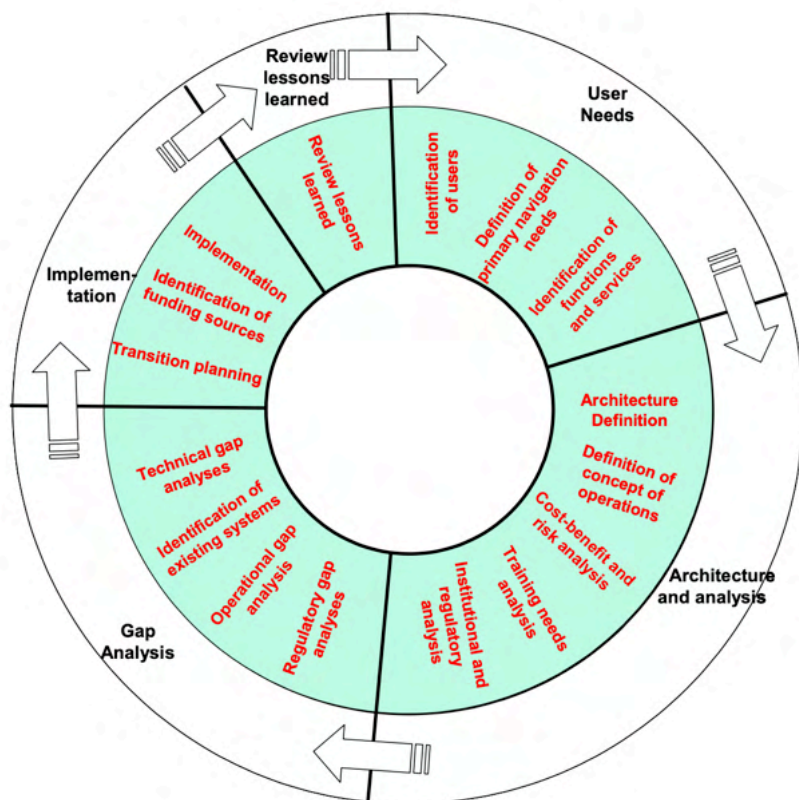 Review
lessons
learned
User
Needs
Architecture
and analysis
Gap
Analysis
Implemen-
tation
Review lessons
learned
Identification
of users
Definition of
primary navigation
needs
Identification of
functions
and services
Architecture
Definition
Definition of
concept of
operations
Cost-benefit and
risk analysis
Training needs
analysis
Institutional and
regulatory
analysis
Regulatory gap
analyses
Operational gap
analysis
Identification of
existing systems
Technical gap
analyses
Transition planning
Identification of
funding sources
Implementation